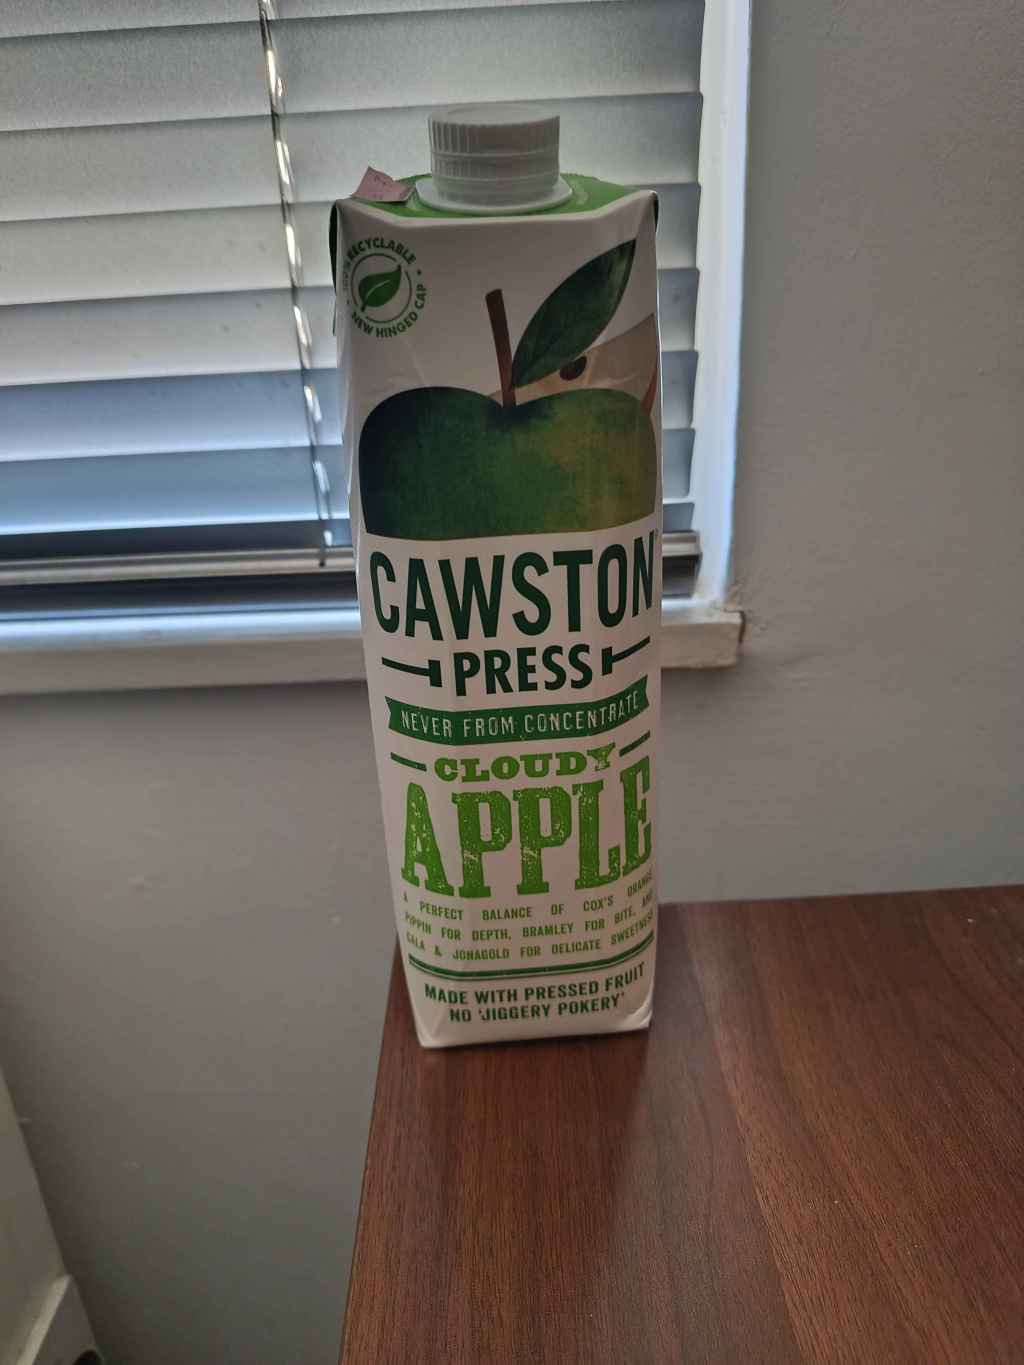 100% RECYCLABLE
NEW HINGED CAP
CAWSTON
PRESS
NEVER FROM CONCENTRATE
CLOUDY
APPLE
A PERFECT BALANCE OF COX'S ORANGE
PIPPIN FOR DEPTH, BRAMLEY FOR BITE, AND
GALA & JONAGOLD FOR DELICATE SWEETNESS
MADE WITH PRESSED FRUIT
NO 'JIGGERY POKERY'